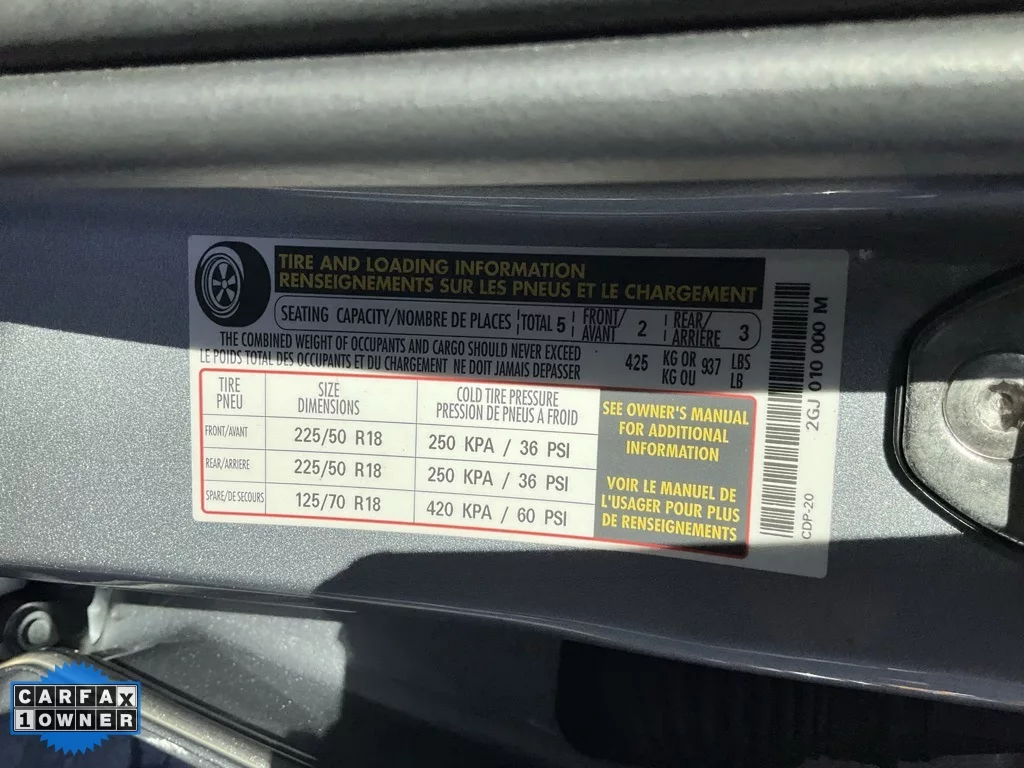 TIRE AND LOADING INFORMATION
RENSEIGNEMENTS SUR LES PNEUS ET LE CHARGEMENT
SEATING CAPACITY/NOMBRE DE PLACES TOTAL 5 FRONT/AVANT 2 REAR/ARRIÈRE 3
THE COMBINED WEIGHT OF OCCUPANTS AND CARGO SHOULD NEVER EXCEED 425 KG OR 937 LBS
LE POIDS TOTAL DES OCCUPANTS ET DU CHARGEMENT NE DOIT JAMAIS DEPASSER KG OU LB
TIRE PNEU
SIZE DIMENSIONS
COLD TIRE PRESSURE
PRESSION DE PNEUS A FROID
FRONT/AVANT 225/50 R18 250 KPA / 36 PSI
REAR/ARRIERE 225/50 R18 250 KPA / 36 PSI
SPARE/DE SECOURS 125/70 R18 420 KPA / 60 PSI
SEE OWNER'S MANUAL
FOR ADDITIONAL
INFORMATION
VOIR LE MANUEL DE
L'USAGER POUR PLUS
DE RENSEIGNEMENTS
2GJ 010 000 M
CDP-20
CARFAX
1 OWNER